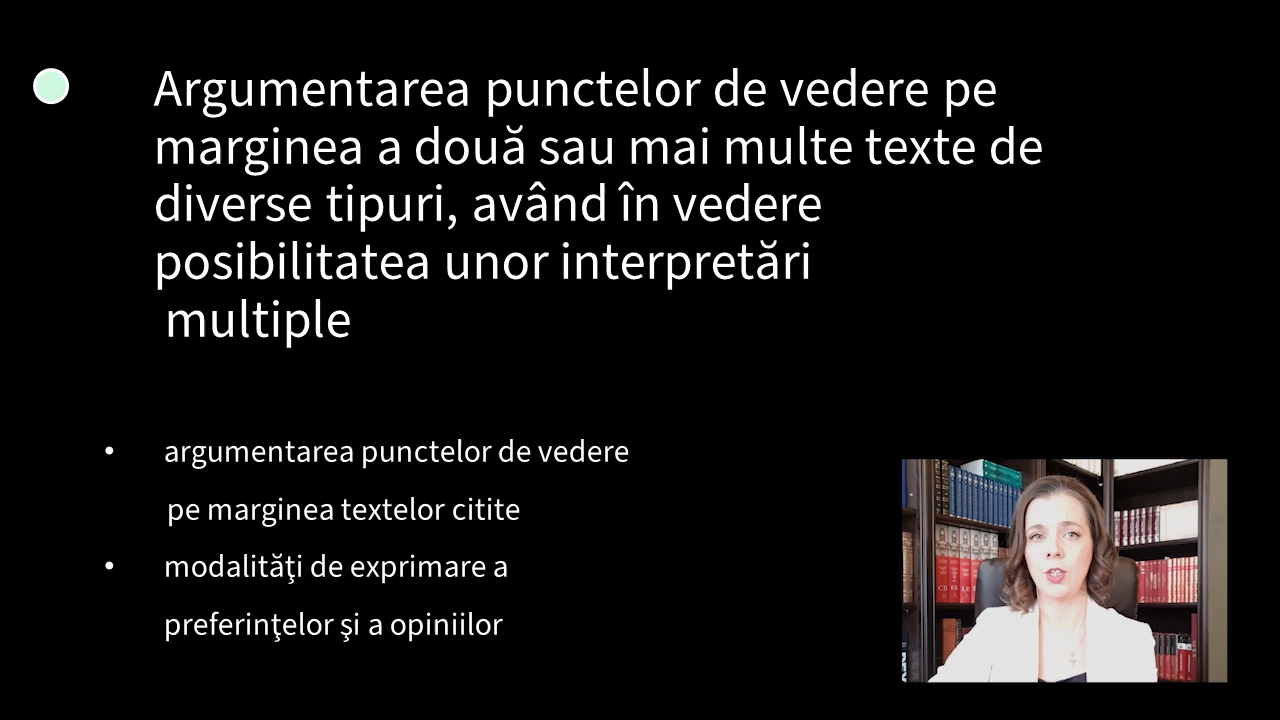 Argumentarea punctelor de vedere pe
marginea a două sau mai multe texte de
diverse tipuri, având în vedere
posibilitatea unor interpretări
multiple
• argumentarea punctelor de vedere
pe marginea textelor citite
• modalităţi de exprimare a
preferinţelor şi a opiniilor